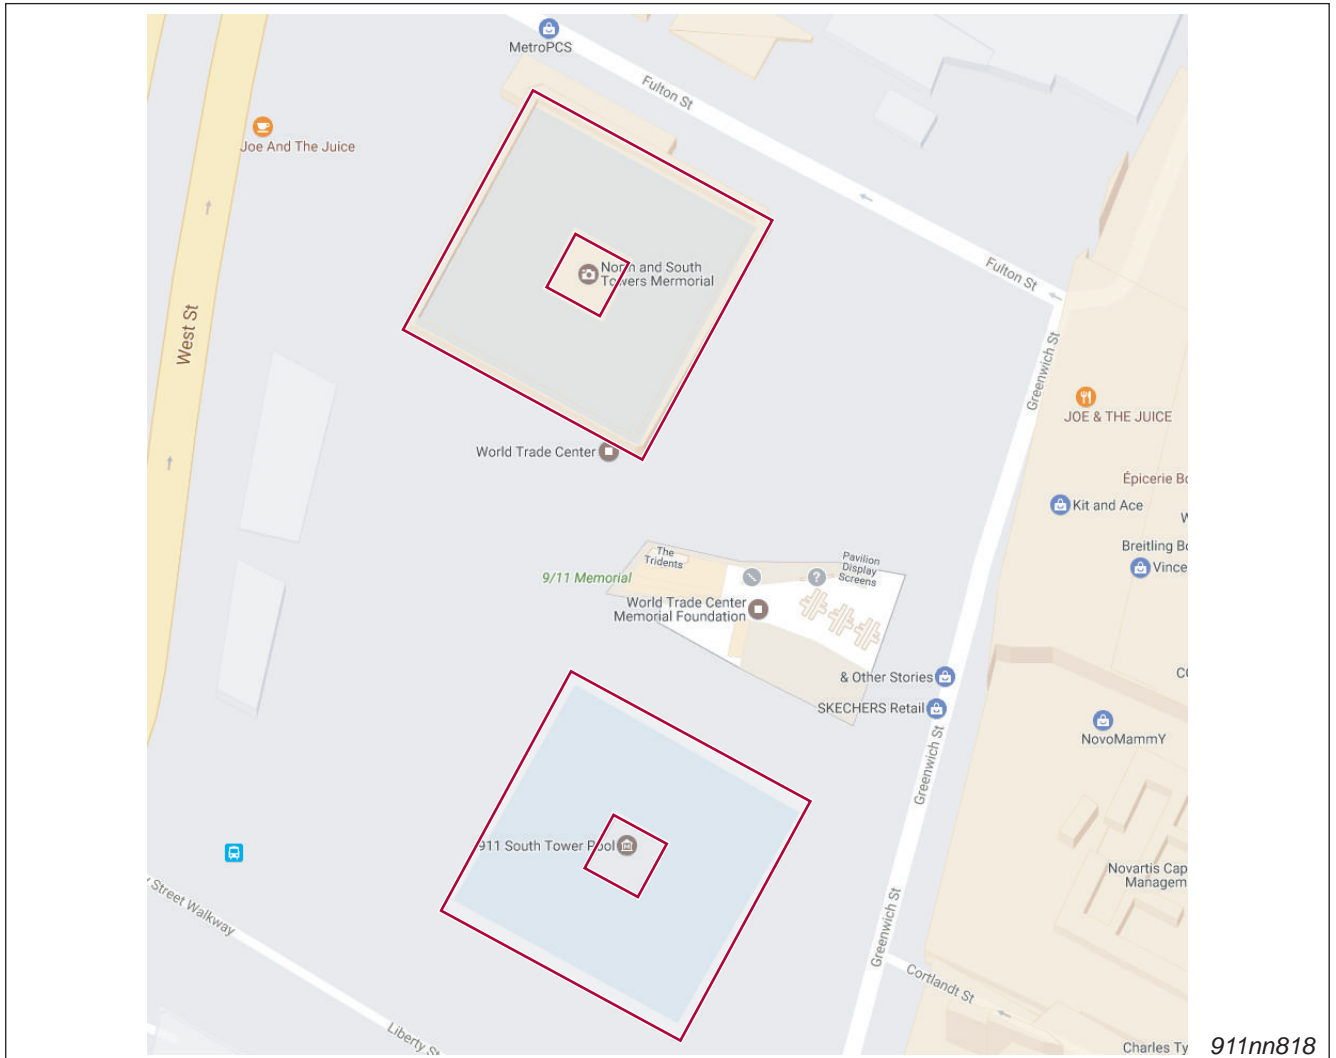 MetroPCS
Fulton St
Joe And The Juice
North and South
Towers Mermorial
Fulton St
West St
Greenwich St
JOE & THE JUICE
World Trade Center
Épicerie Bo
Kit and Ace
W
Breitling Bo
Vince
The
Tridents
Pavilion
Display
Screens
9/11 Memorial
?
World Trade Center
Memorial Foundation
& Other Stories
CO
SKECHERS Retail
NovoMammY
Greenwich St
911 South Tower Pool
Novartis Cap
Managem
y Street Walkway
Greenwich St
Cortlandt St
Liberty St
Charles Ty
911nn818